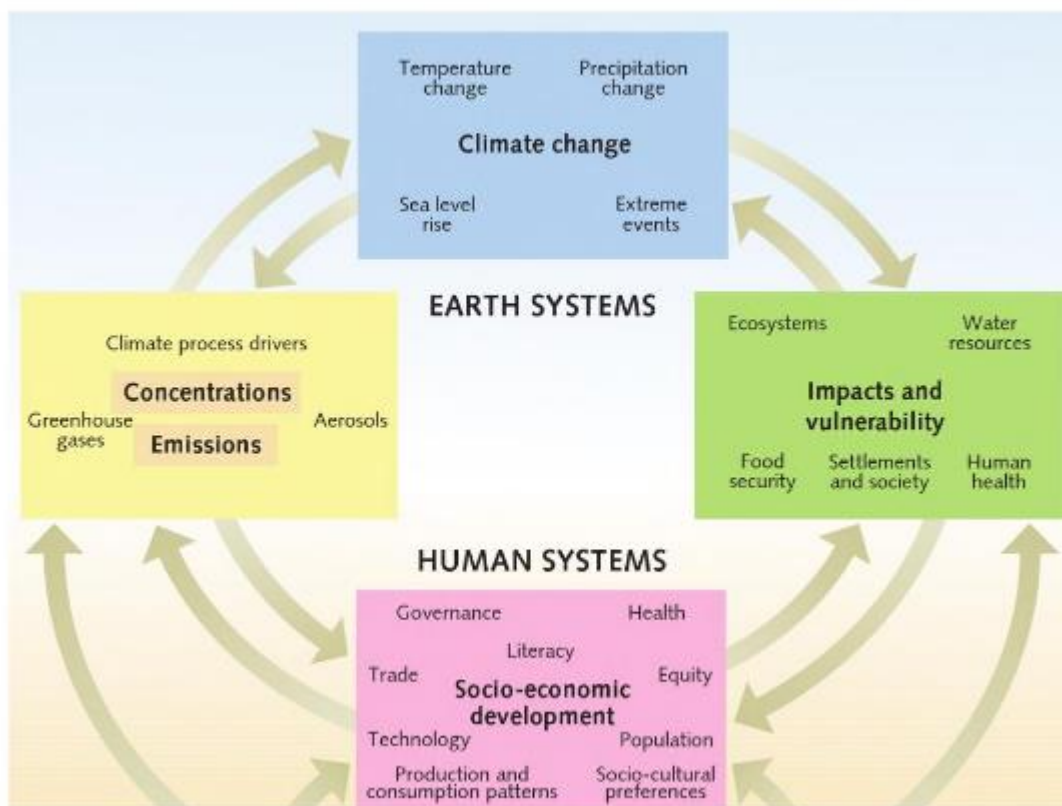 Temperature change
Precipitation change
Climate change
Sea level rise
Extreme events
EARTH SYSTEMS
Climate process drivers
Concentrations
Greenhouse gases
Emissions
Aerosols
Ecosystems
Water resources
Impacts and vulnerability
Food security
Settlements and society
Human health
HUMAN SYSTEMS
Governance
Health
Literacy
Trade
Equity
Socio-economic development
Technology
Population
Production and consumption patterns
Socio-cultural preferences